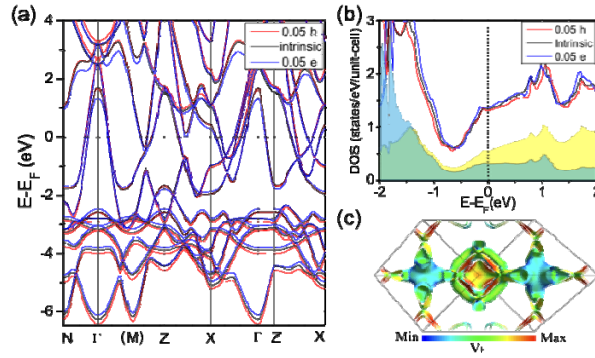 (a)
0.05 h
intrinsic
0.05 e
E-E_F (eV)
4
2
0
-2
-4
-6
N Γ (M) Z X Γ Z X
(b)
0.05 h
Intrinsic
0.05 e
DOS (states/eV/unit-cell)
3
2
1
0
-2 -1 0 1 2
E-E_F(eV)
(c)
Min Max